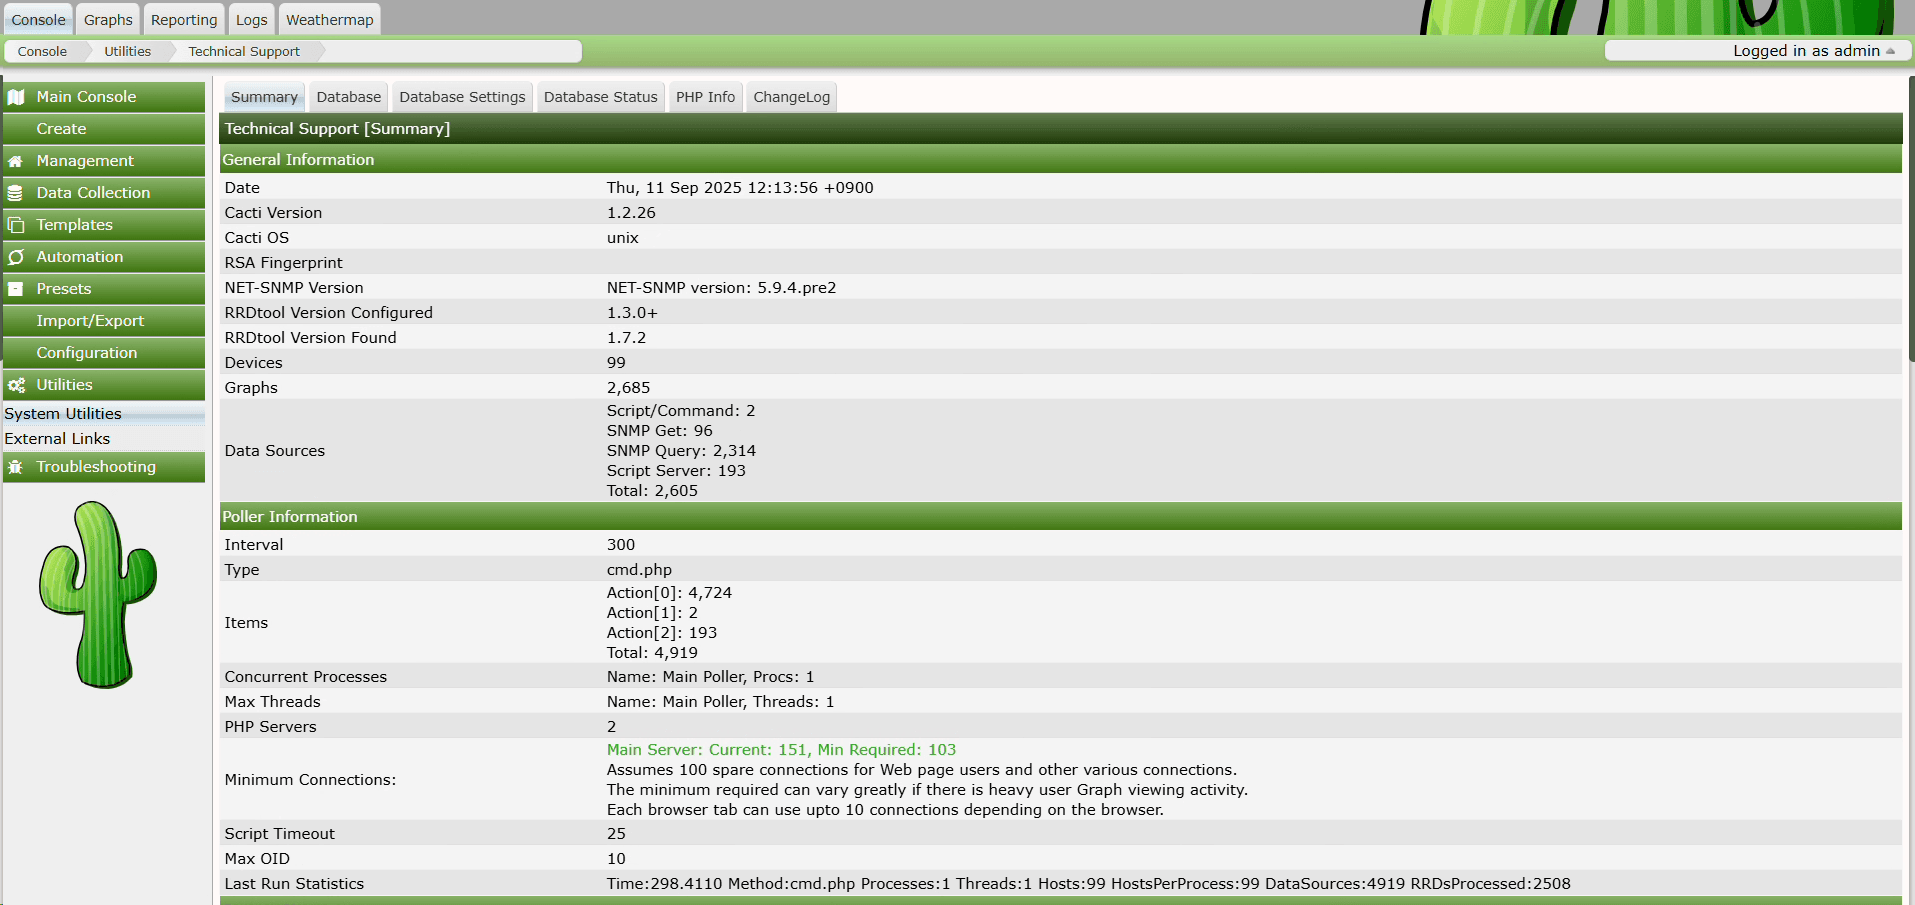 Console Graphs Reporting Logs Weathermap
Console Utilities Technical Support
Logged in as admin
Main Console
Create
Management
Data Collection
Templates
Automation
Presets
Import/Export
Configuration
Utilities
System Utilities
External Links
Troubleshooting
Summary Database Database Settings Database Status PHP Info ChangeLog
Technical Support [Summary]
General Information
Date Thu, 11 Sep 2025 12:13:56 +0900
Cacti Version 1.2.26
Cacti OS unix
RSA Fingerprint
NET-SNMP Version NET-SNMP version: 5.9.4.pre2
RRDtool Version Configured 1.3.0+
RRDtool Version Found 1.7.2
Devices 99
Graphs 2,685
Data Sources
Script/Command: 2
SNMP Get: 96
SNMP Query: 2,314
Script Server: 193
Total: 2,605
Poller Information
Interval 300
Type cmd.php
Items
Action[0]: 4,724
Action[1]: 2
Action[2]: 193
Total: 4,919
Concurrent Processes Name: Main Poller, Procs: 1
Max Threads Name: Main Poller, Threads: 1
PHP Servers 2
Minimum Connections:
Main Server: Current: 151, Min Required: 103
Assumes 100 spare connections for Web page users and other various connections.
The minimum required can vary greatly if there is heavy user Graph viewing activity.
Each browser tab can use upto 10 connections depending on the browser.
Script Timeout 25
Max OID 10
Last Run Statistics Time:298.4110 Method:cmd.php Processes:1 Threads:1 Hosts:99 HostsPerProcess:99 DataSources:4919 RRDsProcessed:2508